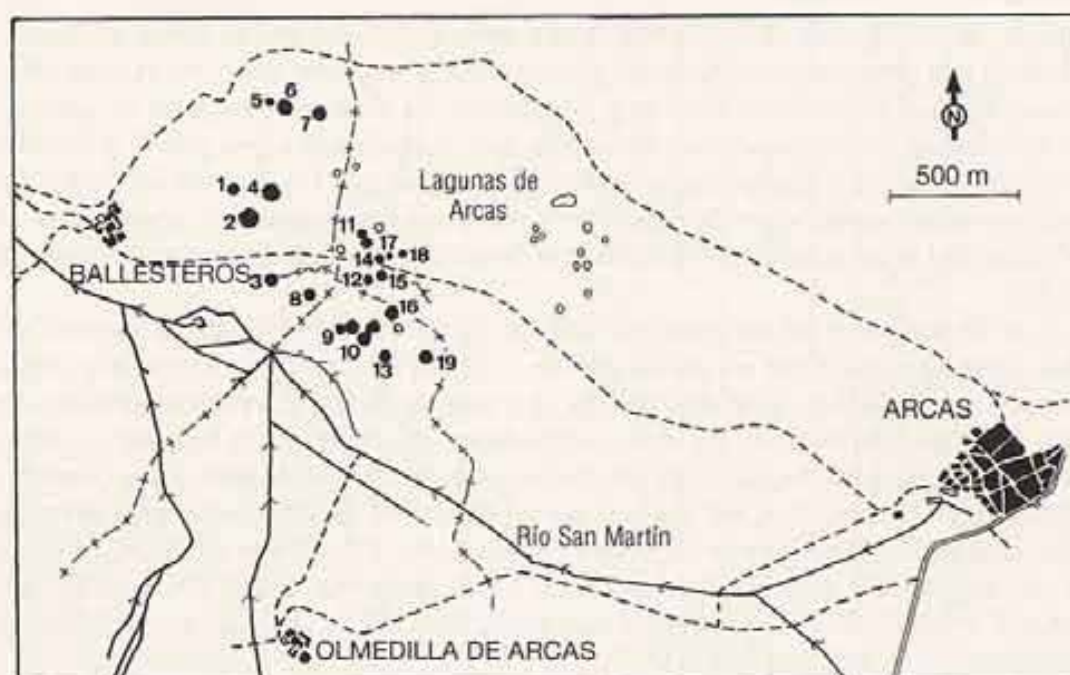 N
500 m
5
6
7
Lagunas de
Arcas
1
4
2
11
17
18
14
BALLESTEROS
3
12
15
8
16
9
10
13
19
ARCAS
Río San Martín
OLMEDILLA DE ARCAS